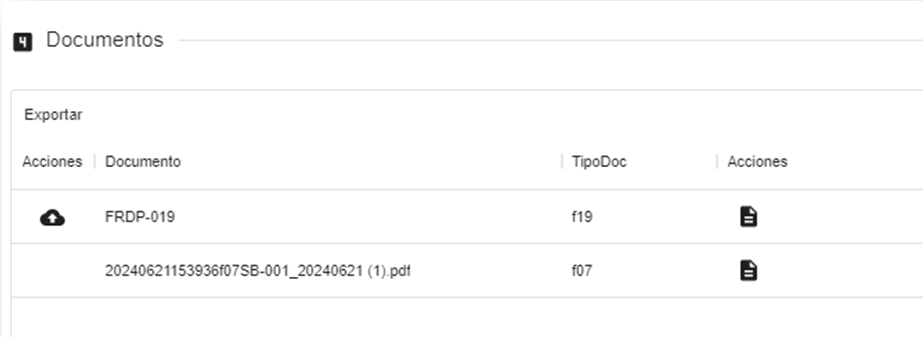 4 Documentos
Exportar
Acciones Documento TipoDoc Acciones
FRDP-019 f19
20240621153936f07SB-001_20240621 (1).pdf f07